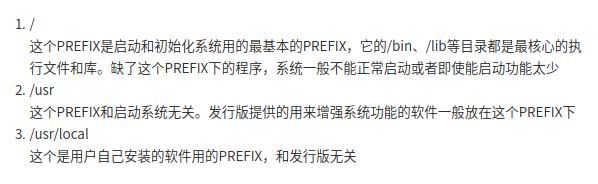 1. /
这个PREFIX是启动和初始化系统用的最基本的PREFIX，它的/bin、/lib等目录都是最核心的执
行文件和库。缺了这个PREFIX下的程序，系统一般不能正常启动或者即使能启动功能太少
2. /usr
这个PREFIX和启动系统无关。发行版提供的用来增强系统功能的软件一般放在这个PREFIX下
3. /usr/local
这个是用户自己安装的软件用的PREFIX，和发行版无关